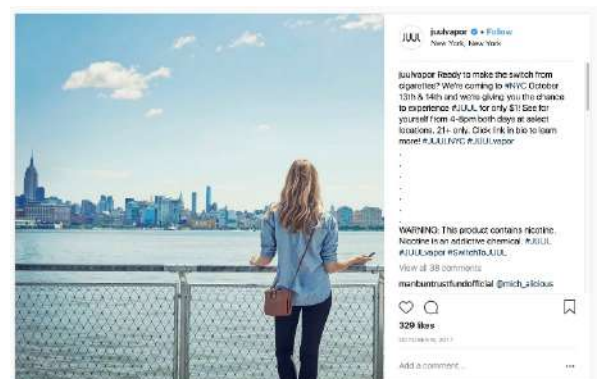 JUUL
juulvapor • Follow
New York, New York
juulvapor Ready to make the switch from
cigarettes? We're coming to #NYC October
13th & 14th and we're giving you the chance
to experience #JUUL for only $1! See for
yourself from 4-8pm both days at select
locations. 21+ only. Click link in bio to learn
more! #JUULNYC #JUULvapor
.
.
.
.
.
WARNING: This product contains nicotine.
Nicotine is an addictive chemical. #JUUL
#JUULvapor #SwitchToJUUL
View all 38 comments
manbuntrustfundofficial @mich_alicious
329 likes
2017
Add a comment...